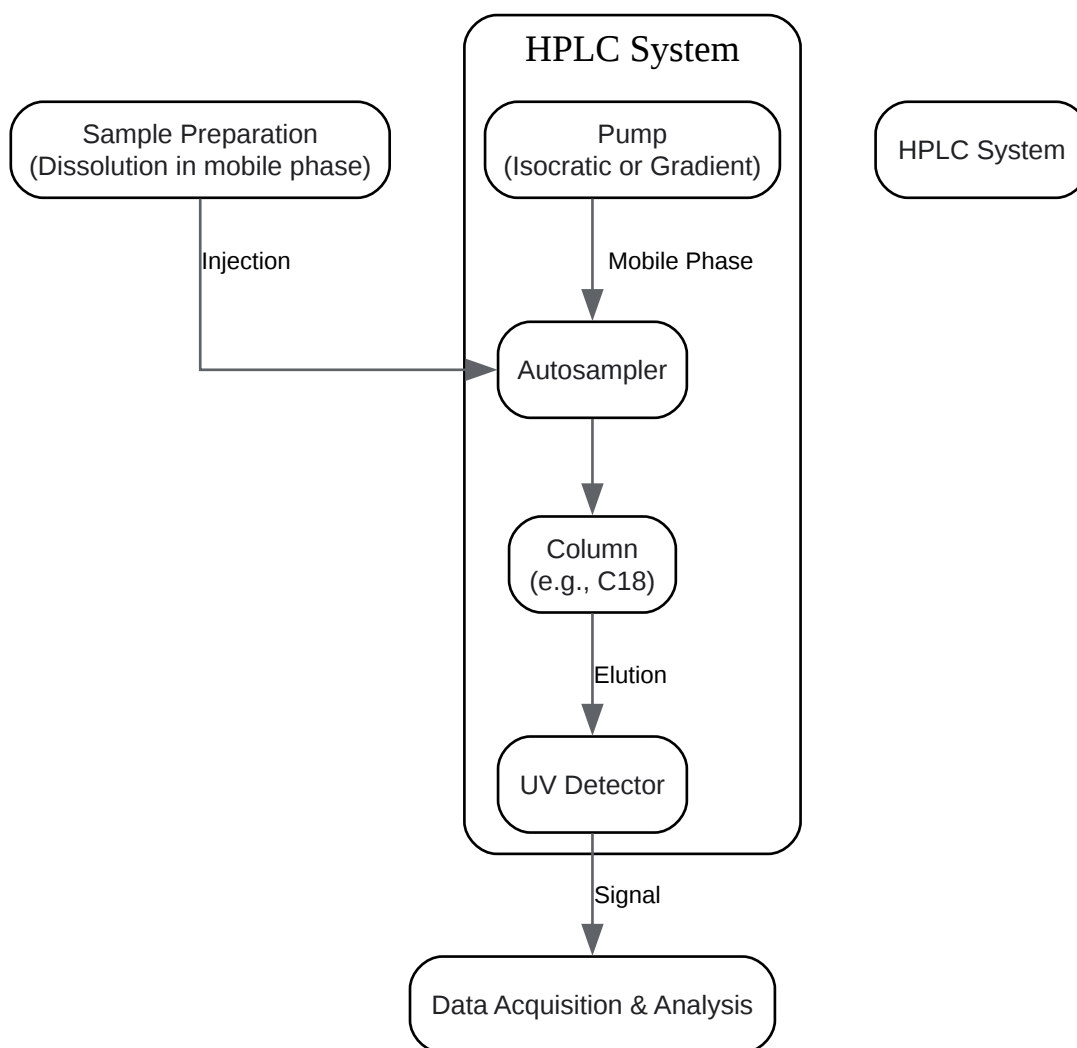 HPLC System
Sample Preparation
(Dissolution in mobile phase)
Pump
(Isocratic or Gradient)
HPLC System
Injection
Mobile Phase
Autosampler
Column
(e.g., C18)
Elution
UV Detector
Signal
Data Acquisition & Analysis